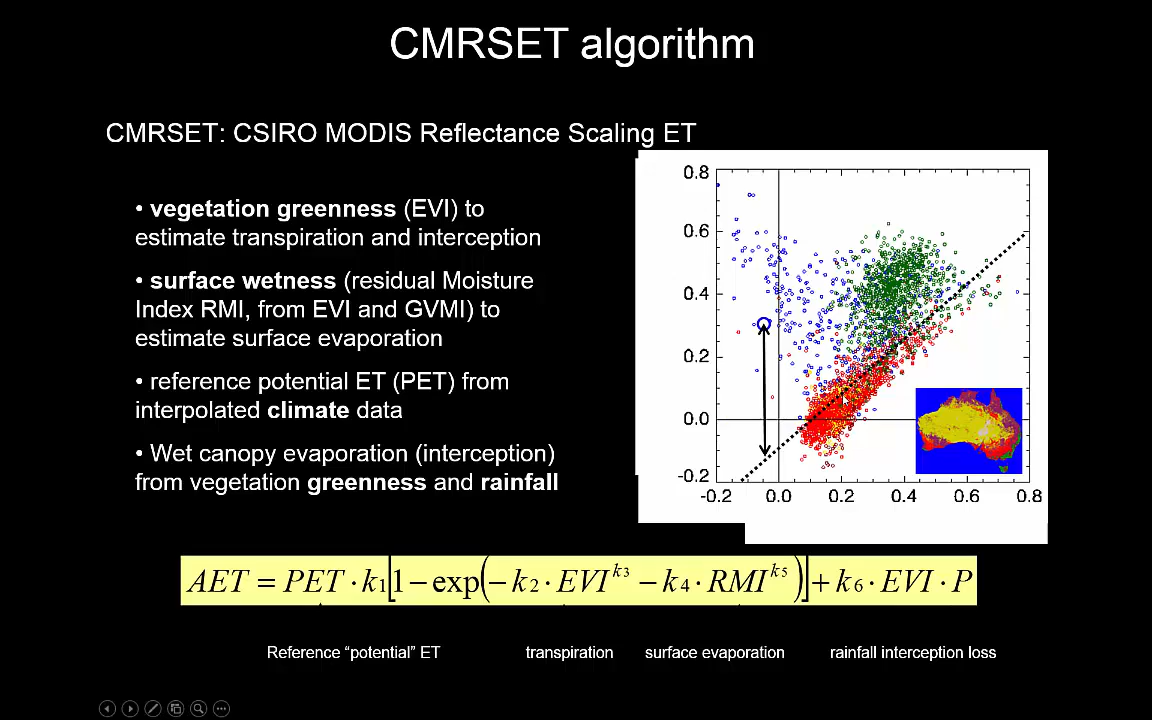 CMRSET algorithm
CMRSET: CSIRO MODIS Reflectance Scaling ET
• vegetation greenness (EVI) to
estimate transpiration and interception
• surface wetness (residual Moisture
Index RMI, from EVI and GVMI) to
estimate surface evaporation
• reference potential ET (PET) from
interpolated climate data
• Wet canopy evaporation (interception)
from vegetation greenness and rainfall
0.8
0.6
0.4
0.2
0.0
-0.2
-0.2 0.0 0.2 0.4 0.6 0.8
AET = PET · k1[1 − exp(− k2 · EVI^k3 − k4 · RMI^k5)] + k6 · EVI · P
Reference “potential” ET transpiration surface evaporation rainfall interception loss